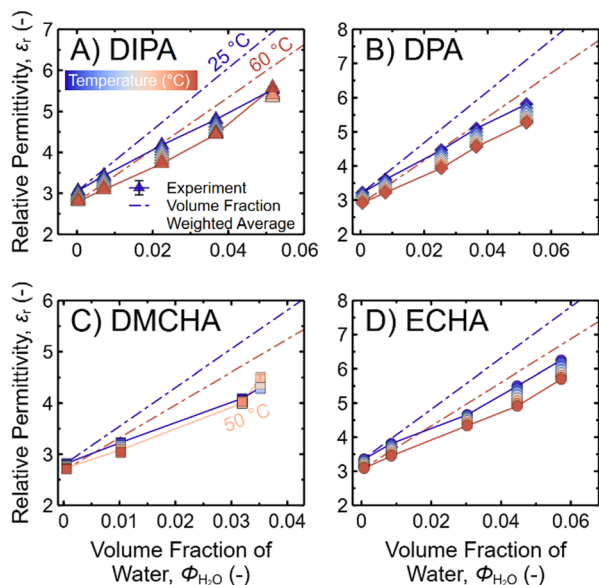 A) DIPA
25 °C
60 °C
Temperature (°C)
Experiment
Volume Fraction
Weighted Average
Relative Permittivity, εr (-)
7
6
5
4
3
2
1
0
0.02
0.04
0.06
B) DPA
8
7
6
5
4
3
2
0
0.02
0.04
0.06
C) DMCHA
50 °C
Relative Permittivity, εr (-)
6
5
4
3
2
1
0
0.01
0.02
0.03
0.04
Volume Fraction of
Water, ΦH₂O (-)
D) ECHA
8
7
6
5
4
3
2
0
0.02
0.04
0.06
Volume Fraction of
Water, ΦH₂O (-)